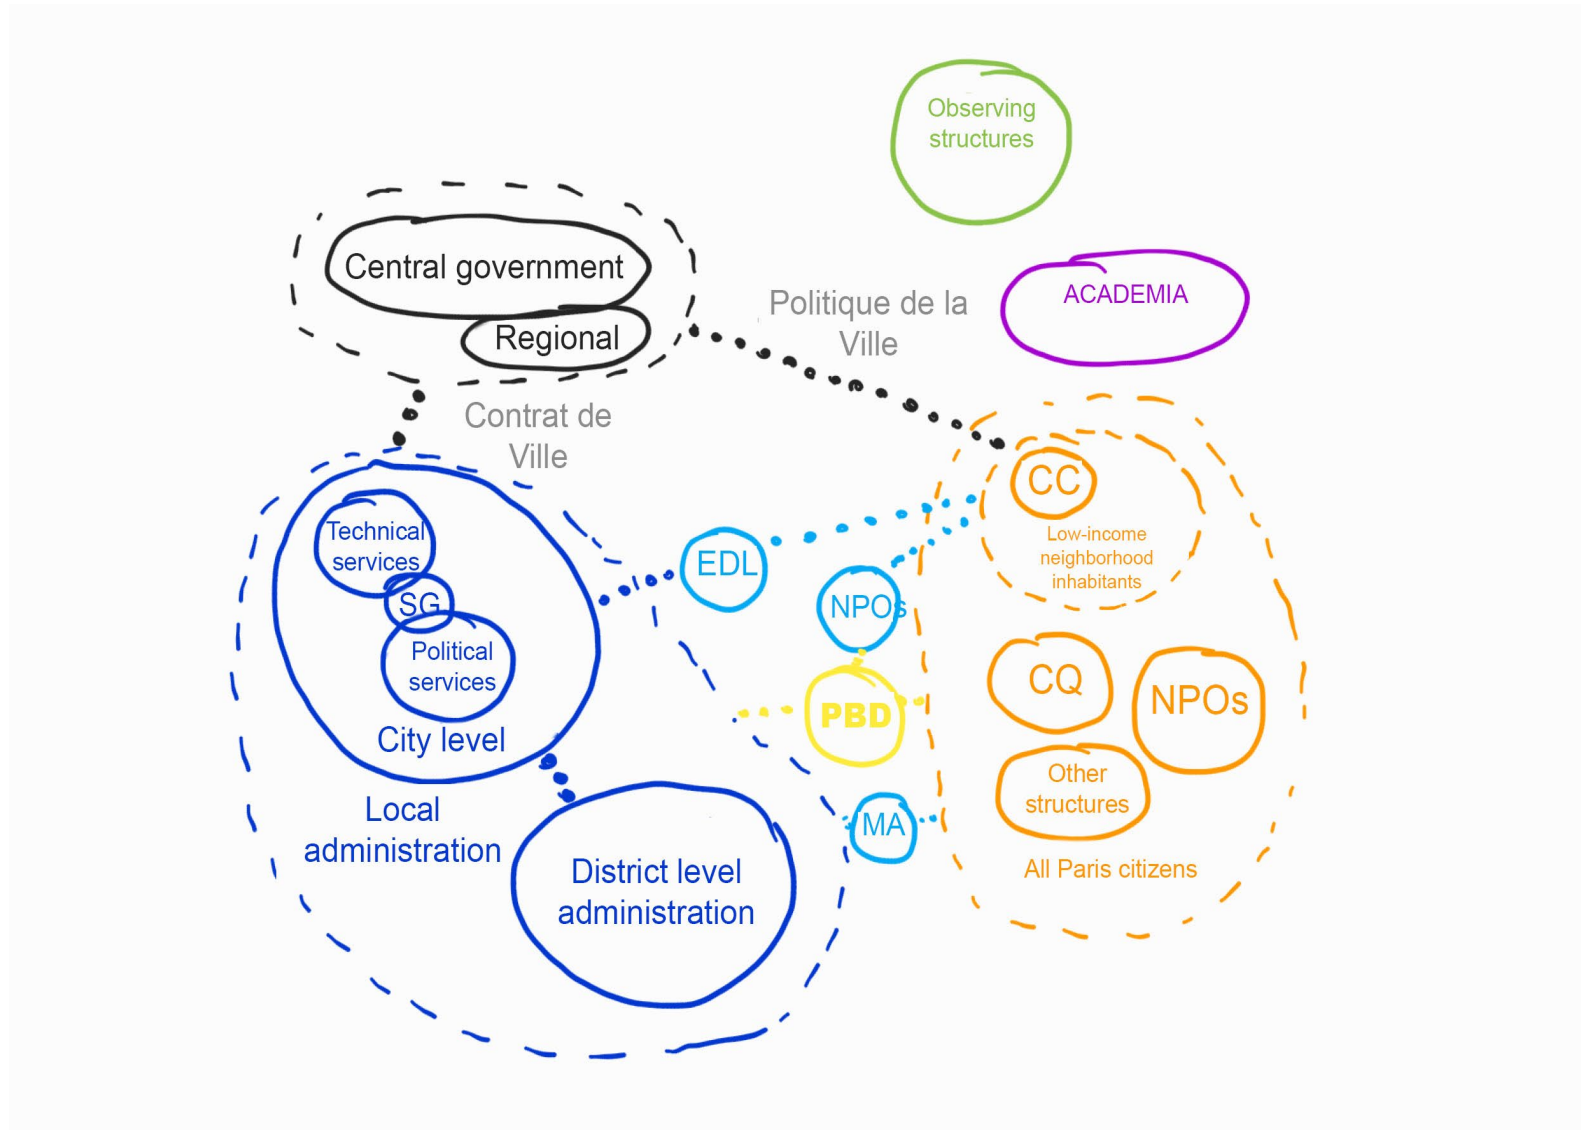 Observing
structures
Central government
Regional
Politique de la
Ville
ACADEMIA
Contrat de
Ville
Technical
services
SG
Political
services
City level
Local
administration
District level
administration
EDL
NPOs
PBD
MA
CC
Low-income
neighborhood
inhabitants
CQ
NPOs
Other
structures
All Paris citizens